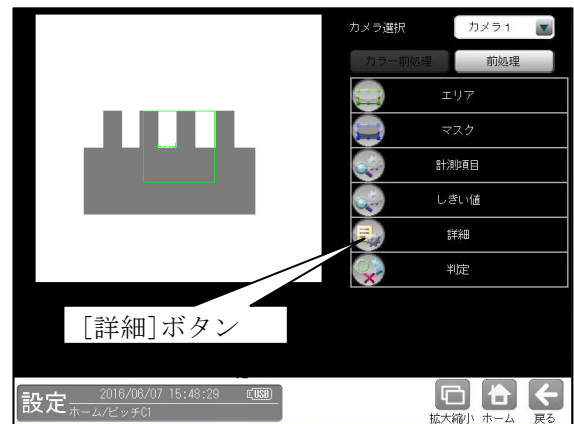 カメラ選択 カメラ1
カラー前処理 前処理
エリア
マスク
計測項目
しきい値
詳細
判定
[詳細]ボタン
設定 2016/06/07 15:48:29 USB
ホーム/ピッチC1
拡大縮小 ホーム 戻る